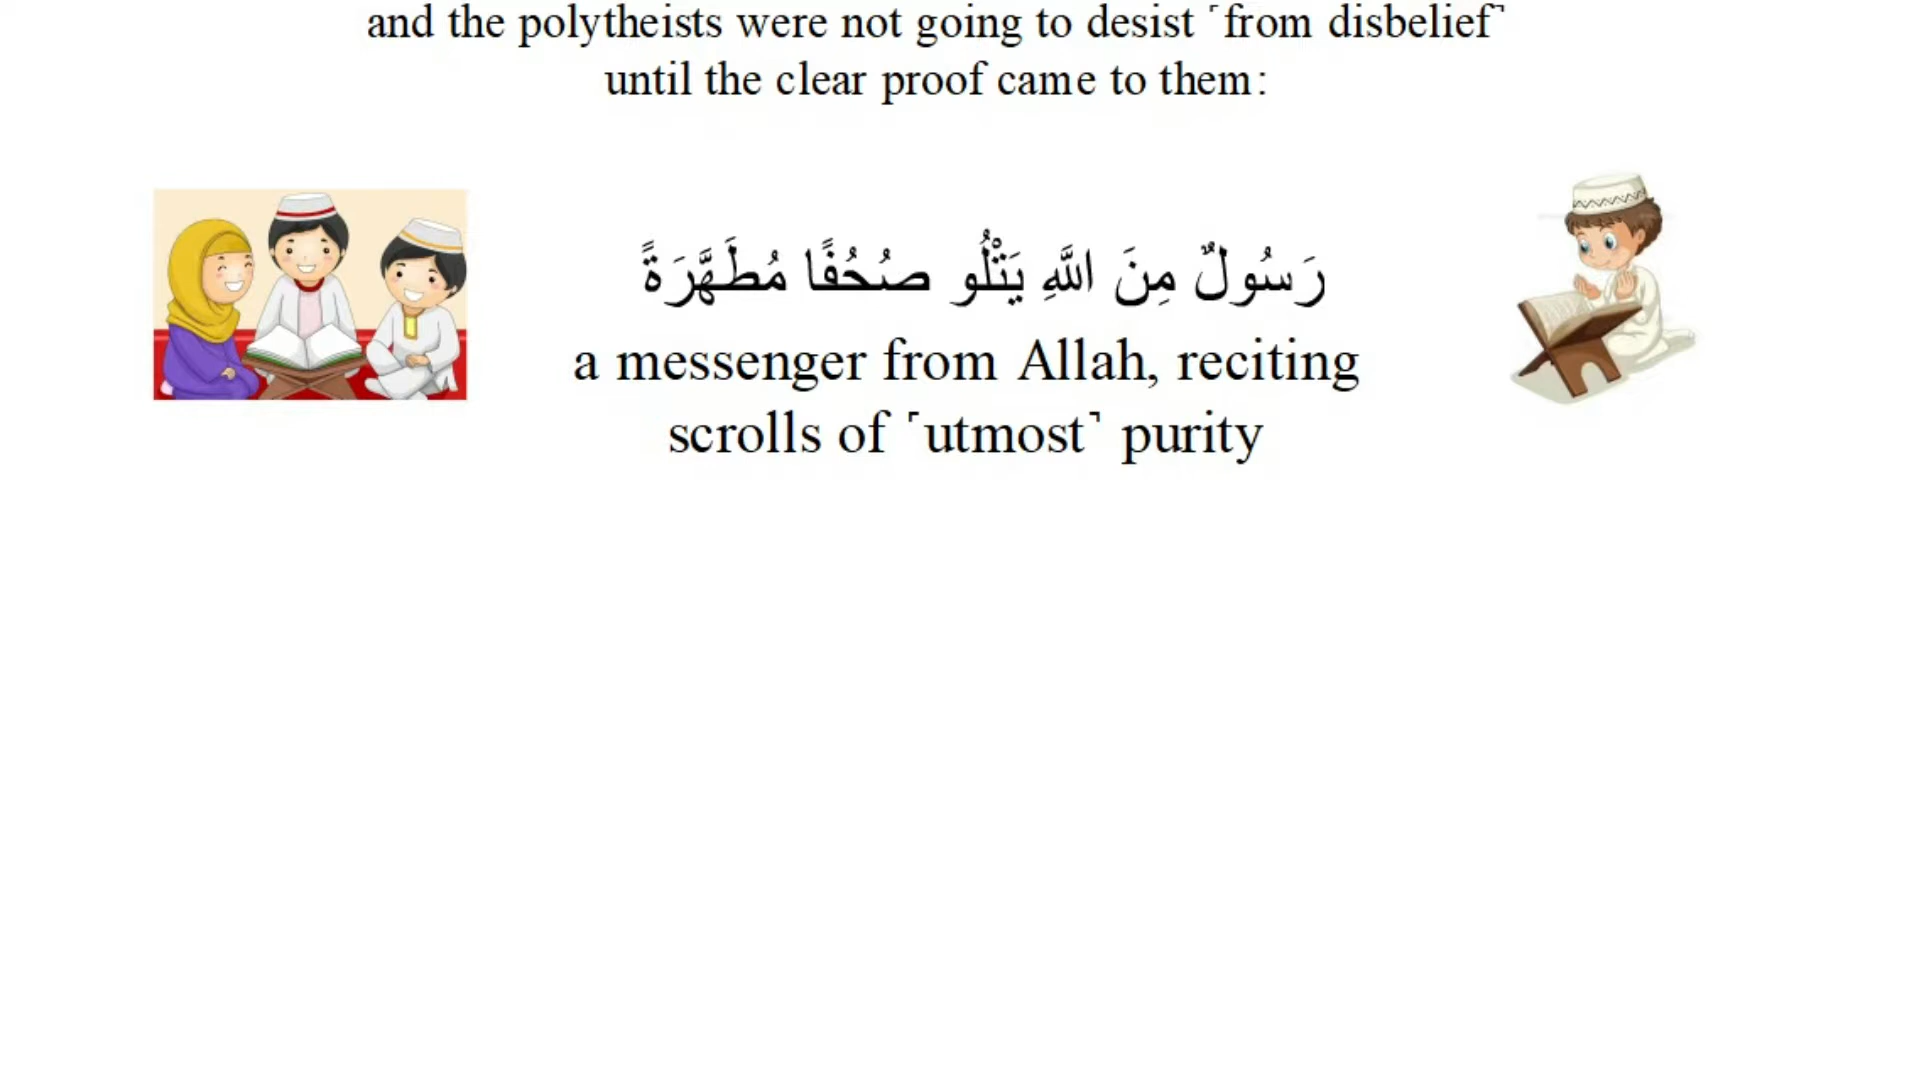 and the polytheists were not going to desist ˹from disbelief˺
until the clear proof came to them:
رَسُولٌ مِنَ اللَّهِ يَتْلُو صُحُفًا مُطَهَّرَةً
a messenger from Allah, reciting
scrolls of ˹utmost˺ purity